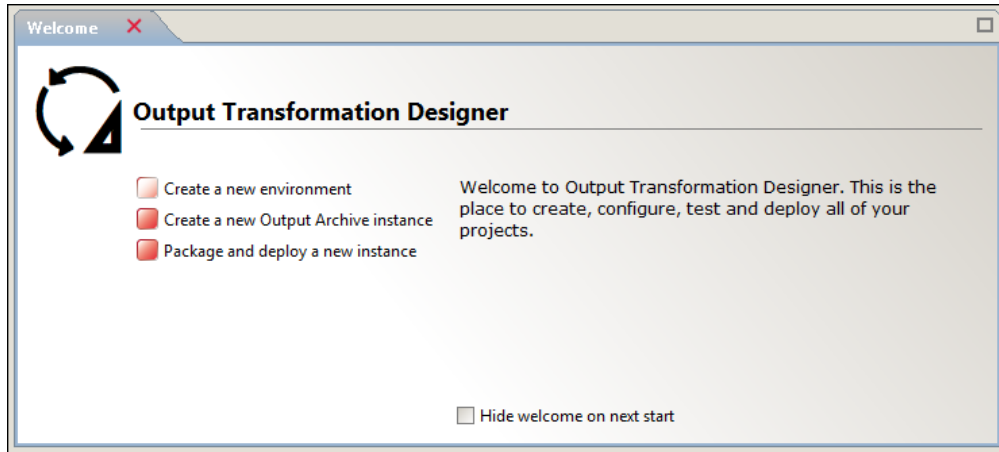 Welcome
Output Transformation Designer
Create a new environment
Create a new Output Archive instance
Package and deploy a new instance
Welcome to Output Transformation Designer. This is the
place to create, configure, test and deploy all of your
projects.
Hide welcome on next start